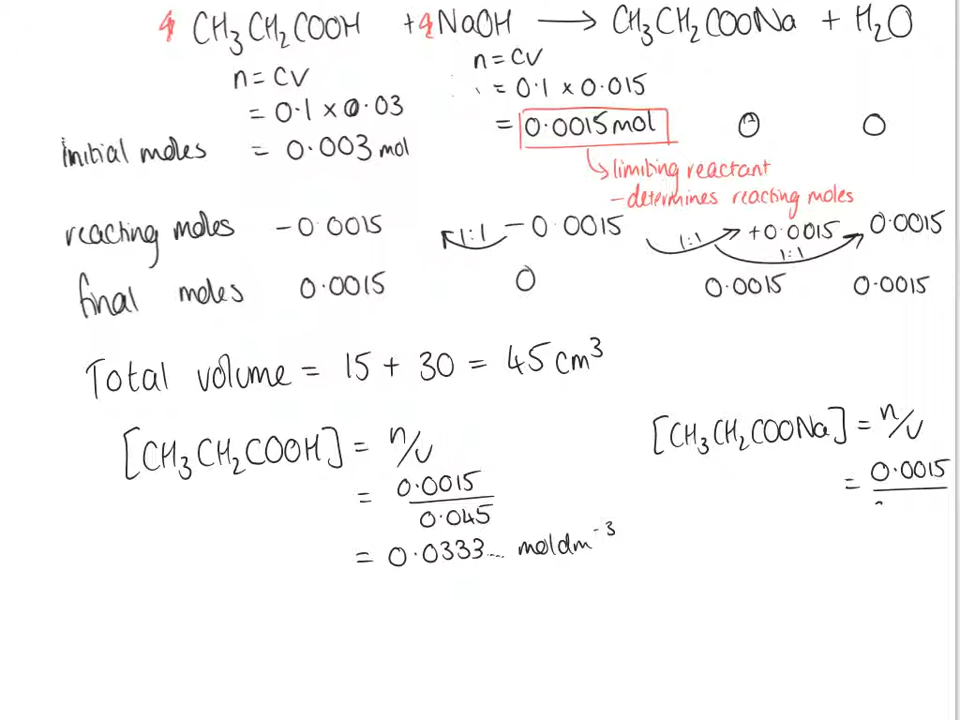 1 CH₃CH₂COOH + 1 NaOH ⟶ CH₃CH₂COONa + H₂O
n = CV
= 0.1 × 0.03
initial moles = 0.003 mol
n = CV
= 0.1 × 0.015
= 0.0015 mol
0 0
↳ limiting reactant
- determines reacting moles
reacting moles -0.0015 1:1 -0.0015 1:1 +0.0015 1:1 0.0015
final moles 0.0015 0 0.0015 0.0015
Total volume = 15 + 30 = 45 cm³
[CH₃CH₂COOH] = n/V
= 0.0015
0.045
= 0.0333... moldm⁻³
[CH₃CH₂COONa] = n/V
= 0.0015